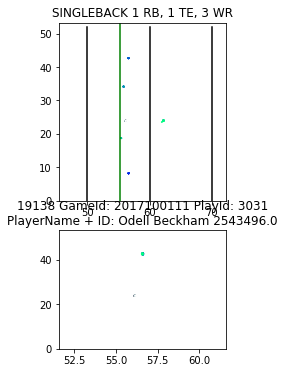 SINGLEBACK 1 RB, 1 TE, 3 WR
50
40
30
20
10
0
50 60 70
19138 GameId: 2017100111 PlayId: 3031
PlayerName + ID: Odell Beckham 2543496.0
40
20
0
52.5 55.0 57.5 60.0